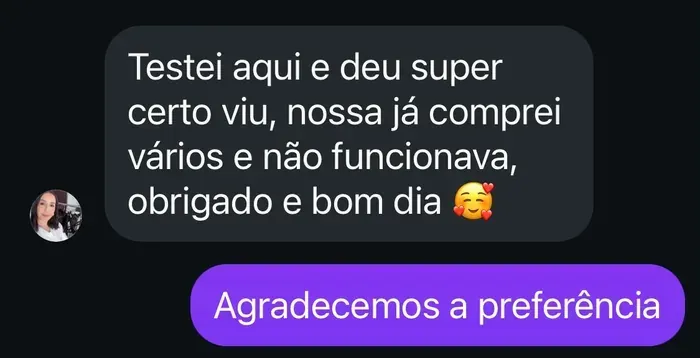 Testei aqui e deu super
certo viu, nossa já comprei
vários e não funcionava,
obrigado e bom dia 🥰
Agradecemos a preferência